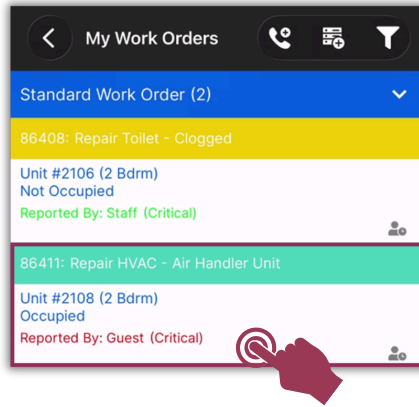 My Work Orders
Standard Work Order (2)
86408: Repair Toilet - Clogged
Unit #2106 (2 Bdrm)
Not Occupied
Reported By: Staff (Critical)
86411: Repair HVAC - Air Handler Unit
Unit #2108 (2 Bdrm)
Occupied
Reported By: Guest (Critical)